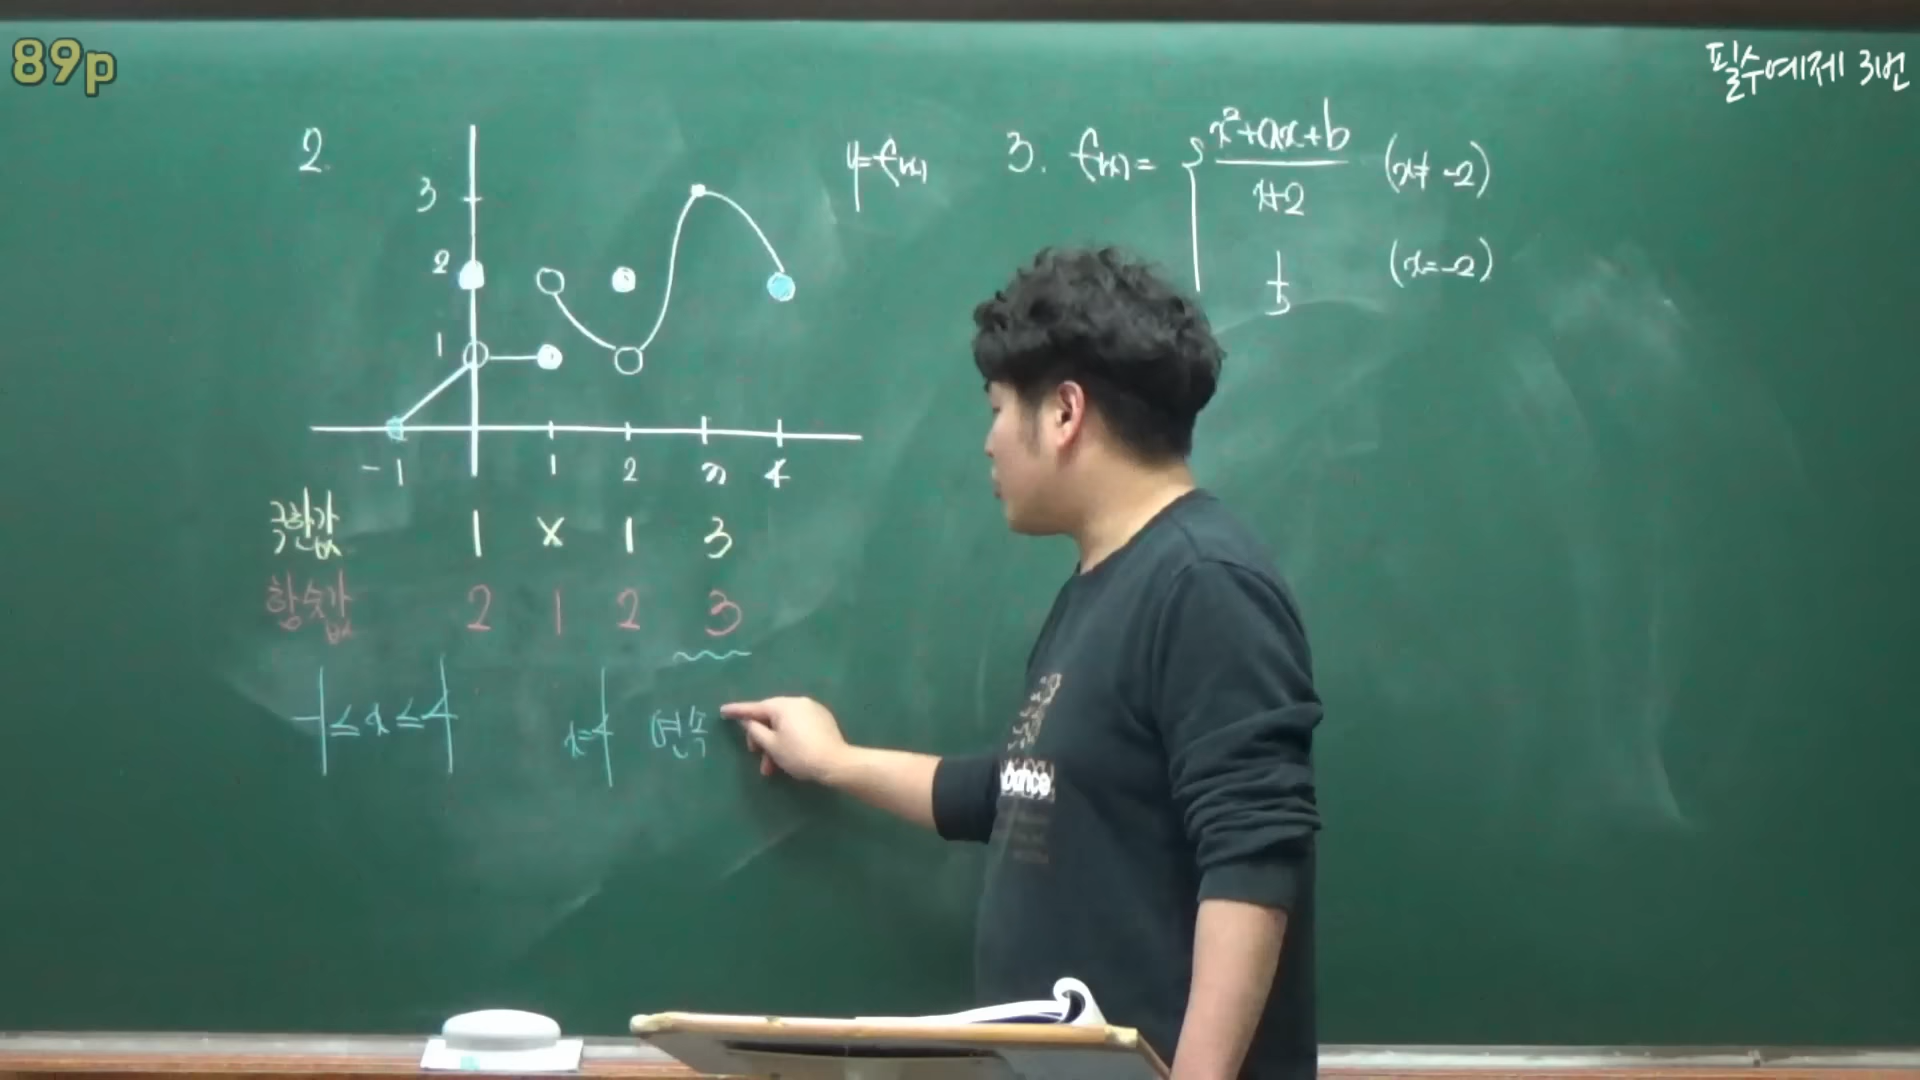 89p
필수예제 3번
2.
y=f(x)
3
2
1
-1 1 2 3 4
극한값 1 x 1 3
함숫값 2 1 2 3
-1≤x≤4
x=4 연속
3. f(x)=
x²+ax+b
x+2
(x≠-2)
(x=-2)